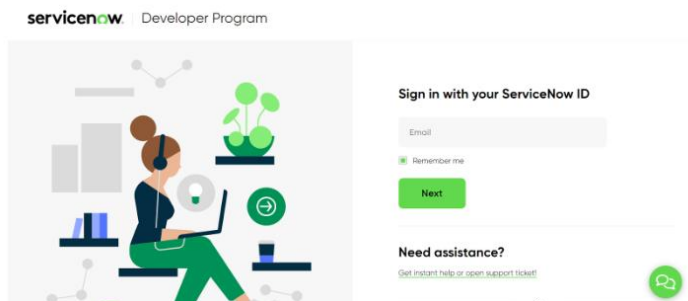 servicenow. Developer Program
Sign in with your ServiceNow ID
Email
Remember me
Next
Need assistance?
Get instant help or open support ticket!